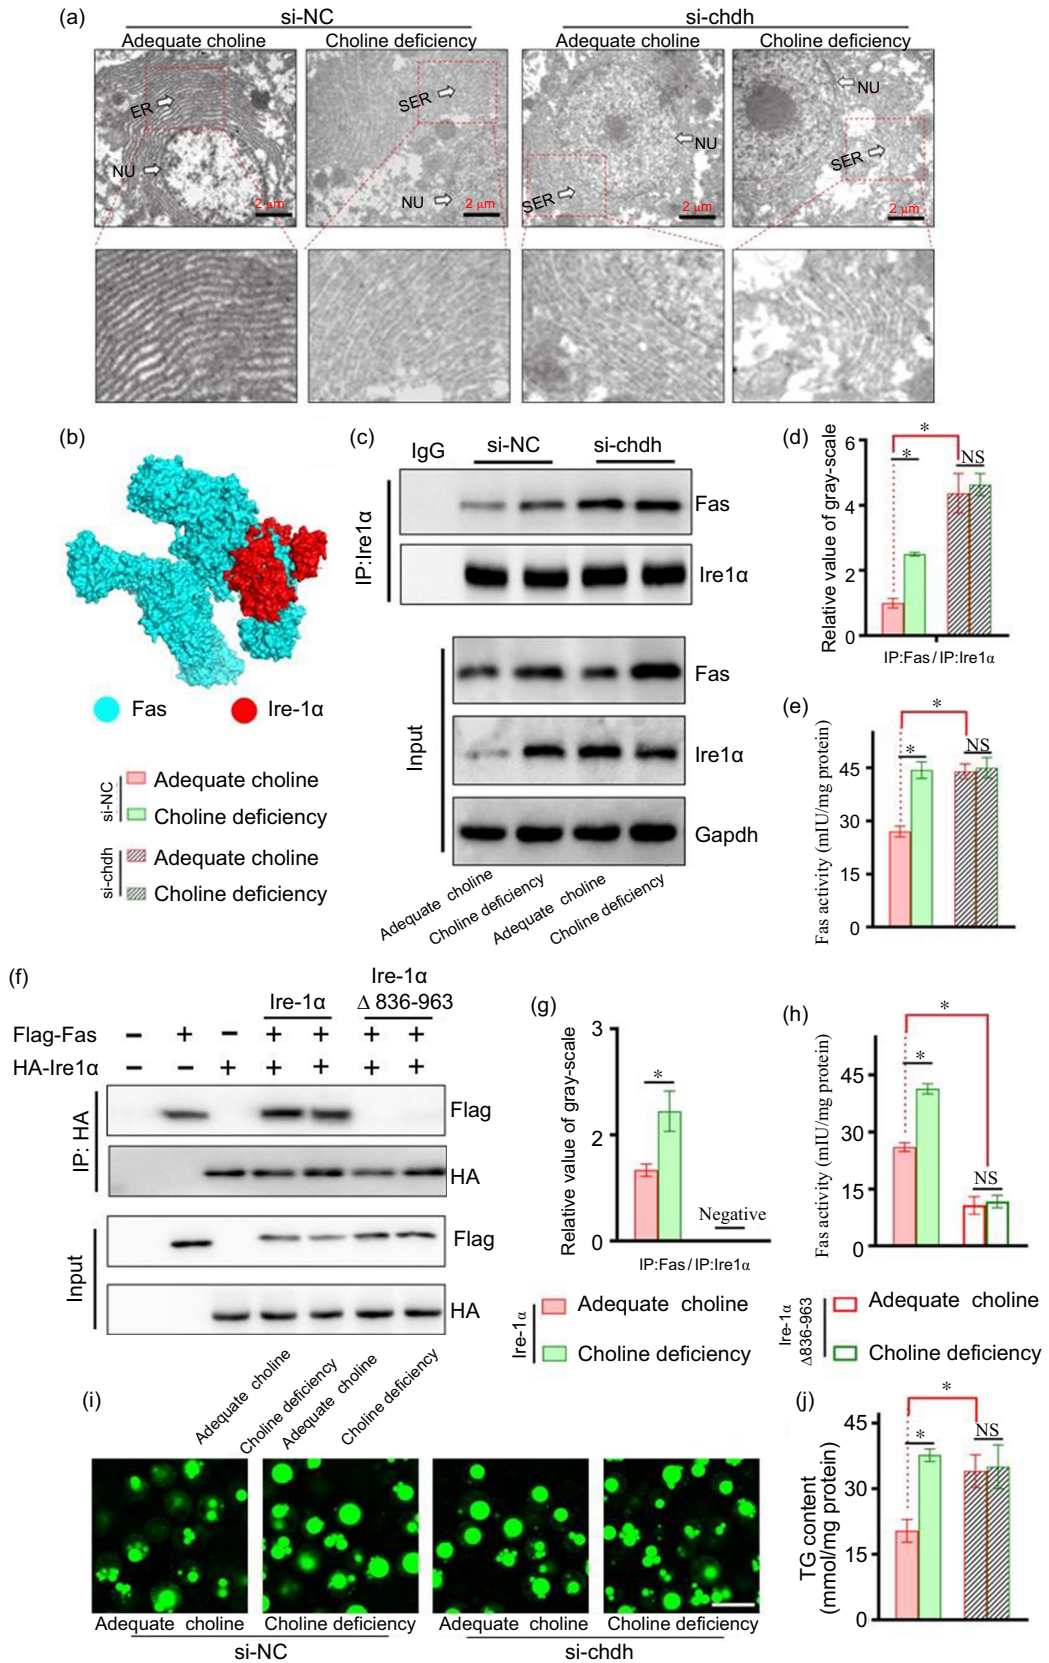 (a)
si-NC
si-chdh
Adequate choline
Choline deficiency
Adequate choline
Choline deficiency
ER
NU
2 μm
SER
NU
2 μm
NU
SER
2 μm
NU
SER
2 μm
(b)
Fas
Ire-1α
si-NC
Adequate choline
Choline deficiency
si-chdh
Adequate choline
Choline deficiency
(c)
IgG
si-NC
si-chdh
IP:Ire1α
Fas
Ire1α
Input
Fas
Ire1α
Gapdh
Adequate choline
Choline deficiency
Adequate choline
Choline deficiency
(d)
Relative value of gray-scale
6
4
2
0
*
*
NS
IP:Fas/IP:Ire1α
(e)
Fas activity (mIU/mg protein)
45
30
15
0
*
*
NS
(f)
Ire-1α
Ire-1α
Δ 836-963
Flag-Fas − + − + + + +
HA-Ire1α − − + + + + +
IP: HA
Flag
HA
Input
Flag
HA
Adequate choline
Choline deficiency
Adequate choline
Choline deficiency
(g)
Relative value of gray-scale
3
2
0
*
Negative
IP:Fas/IP:Ire1α
Ire-1α
Adequate choline
Choline deficiency
(h)
Fas activity (mIU/mg protein)
45
30
15
0
*
*
NS
Ire-1α
Δ836-963
Adequate choline
Choline deficiency
(i)
Adequate choline
Choline deficiency
Adequate choline
Choline deficiency
si-NC
si-chdh
(j)
TG content
(mmol/mg protein)
45
30
15
0
*
*
NS